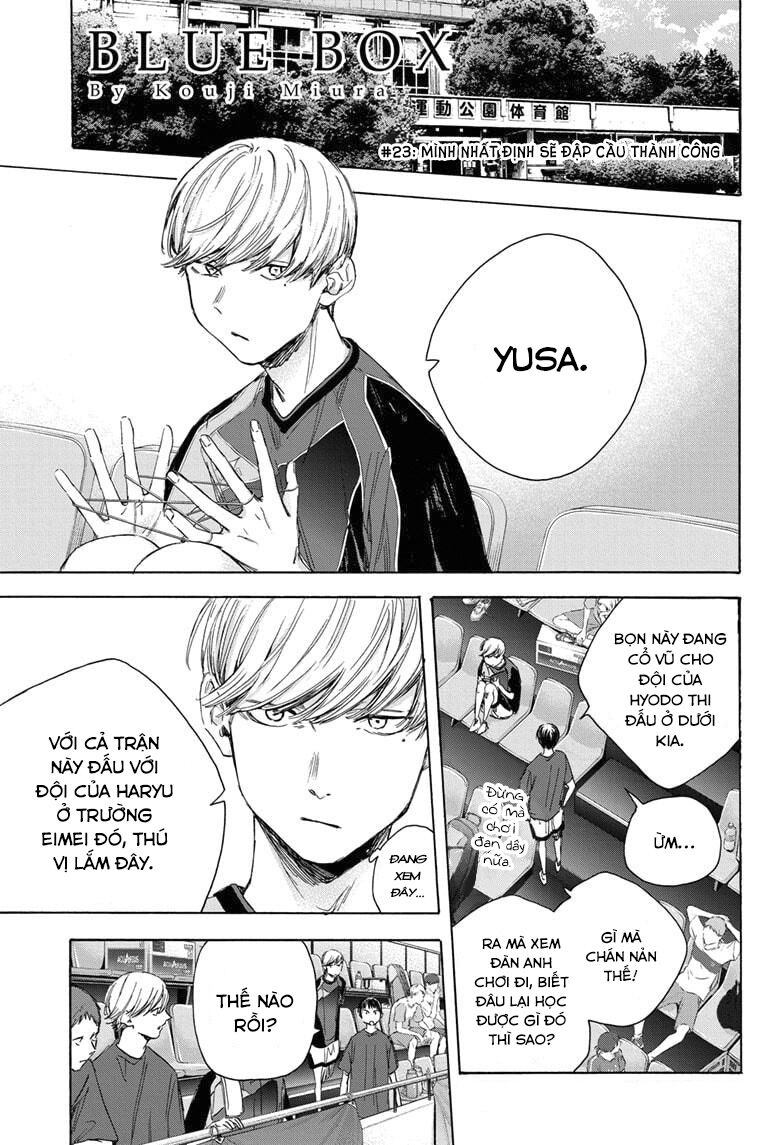 BLUE BOX
By Kouji Miura
運動公園体育館
#23: MÌNH NHẤT ĐỊNH SẼ ĐẬP CẦU THÀNH CÔNG
YUSA.
BỌN NÀY ĐANG
CỔ VŨ CHO
ĐỘI CỦA
HYODO THI
ĐẤU Ở DƯỚI
KIA.
Đừng
có mà
chơi
đan dây
nữa.
ỪM...
GÌ MÀ
CHÁN NẢN
THẾ!
RA MÀ XEM
ĐÀN ANH
CHƠI ĐI, BIẾT
ĐÂU LẠI HỌC
ĐƯỢC GÌ ĐÓ
THÌ SAO?
VỚI CẢ TRẬN
NÀY ĐẤU VỚI
ĐỘI CỦA HARYU
Ở TRƯỜNG
EIMEI ĐÓ, THÚ
VỊ LẮM ĐÂY.
ĐANG
XEM
ĐÂY...
THẾ NÀO
RỒI?